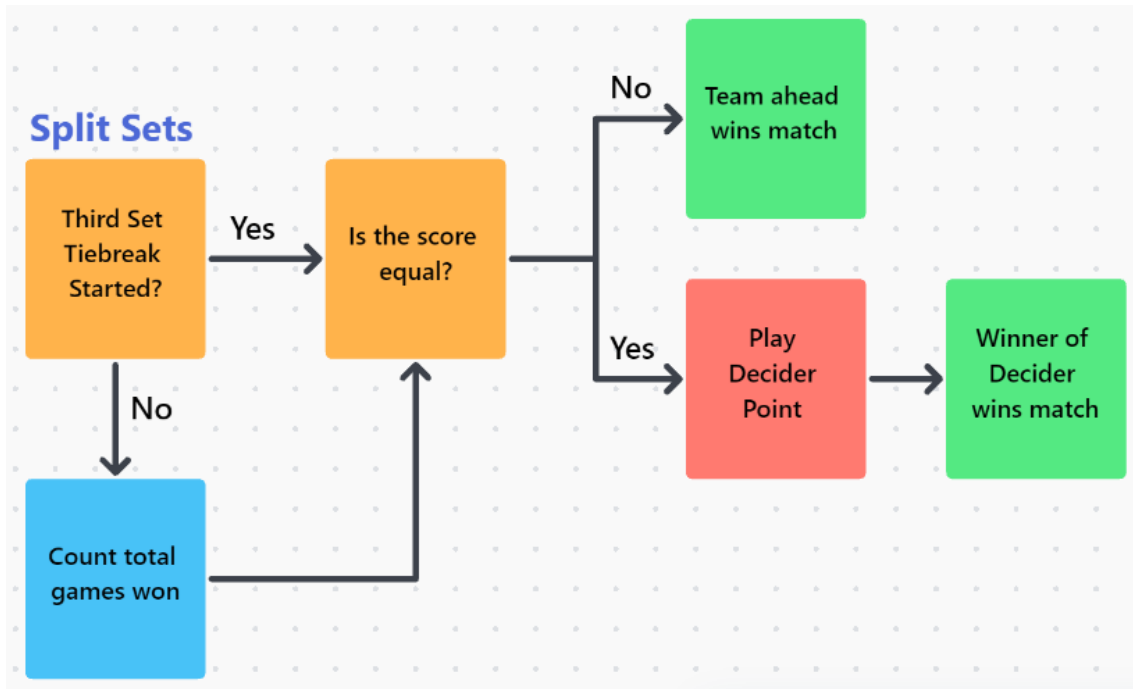 Split Sets
Third Set
Tiebreak
Started?
Yes
Is the score
equal?
No
Team ahead
wins match
Yes
Play
Decider
Point
Winner of
Decider
wins match
No
Count total
games won